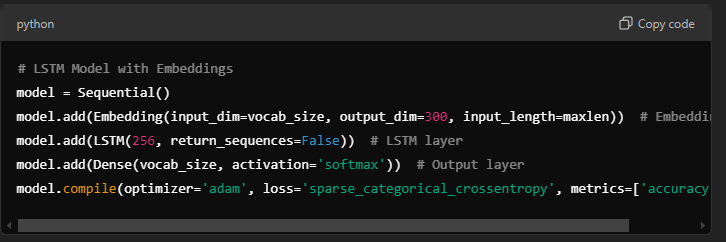 python
Copy code
# LSTM Model with Embeddings
model = Sequential()
model.add(Embedding(input_dim=vocab_size, output_dim=300, input_length=maxlen))  # Embeddin
model.add(LSTM(256, return_sequences=False))  # LSTM layer
model.add(Dense(vocab_size, activation='softmax'))  # Output layer
model.compile(optimizer='adam', loss='sparse_categorical_crossentropy', metrics=['accuracy